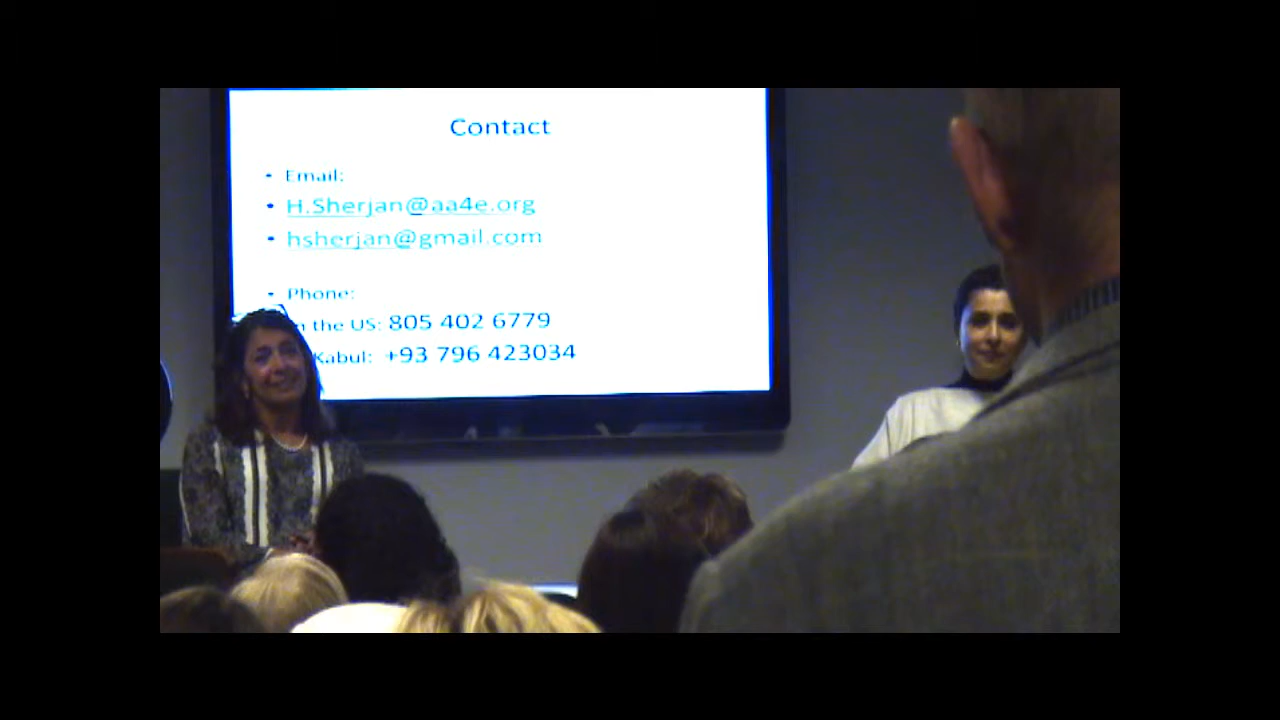 Contact
• Email:
• H.Sherjan@aa4e.org
• hsherjan@gmail.com
• Phone:
the US: 805 402 6779
Kabul: +93 796 423034